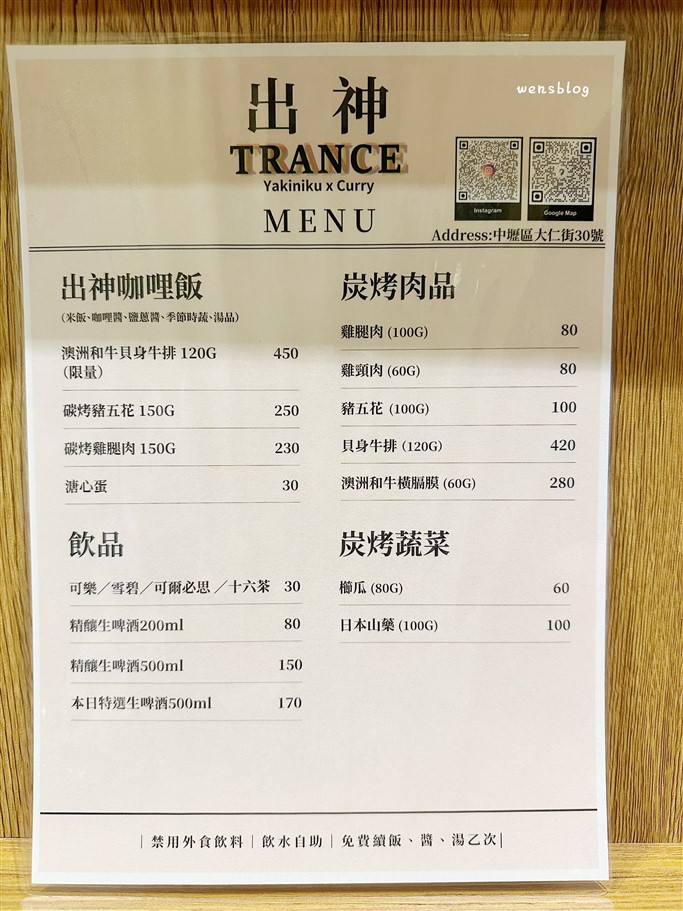 wensblog
出神
TRANCE
Yakiniku x Curry
MENU
Instagram
Google Map
Address:中壢區大仁街30號
出神咖哩飯
(米飯、咖哩醬、鹽蔥醬、季節時蔬、湯品)
澳洲和牛貝身牛排 120G 450
(限量)
碳烤豬五花 150G 250
碳烤雞腿肉 150G 230
溏心蛋 30
飲品
可樂／雪碧／可爾必思／十六茶 30
精釀生啤酒200ml 80
精釀生啤酒500ml 150
本日特選生啤酒500ml 170
炭烤肉品
雞腿肉 (100G) 80
雞頸肉 (60G) 80
豬五花 (100G) 100
貝身牛排 (120G) 420
澳洲和牛橫膈膜 (60G) 280
炭烤蔬菜
曛瓜 (80G) 60
日本山藥 (100G) 100
| 禁用外食飲料 | 飲水自助 | 免費續飯、醬、湯乙次|